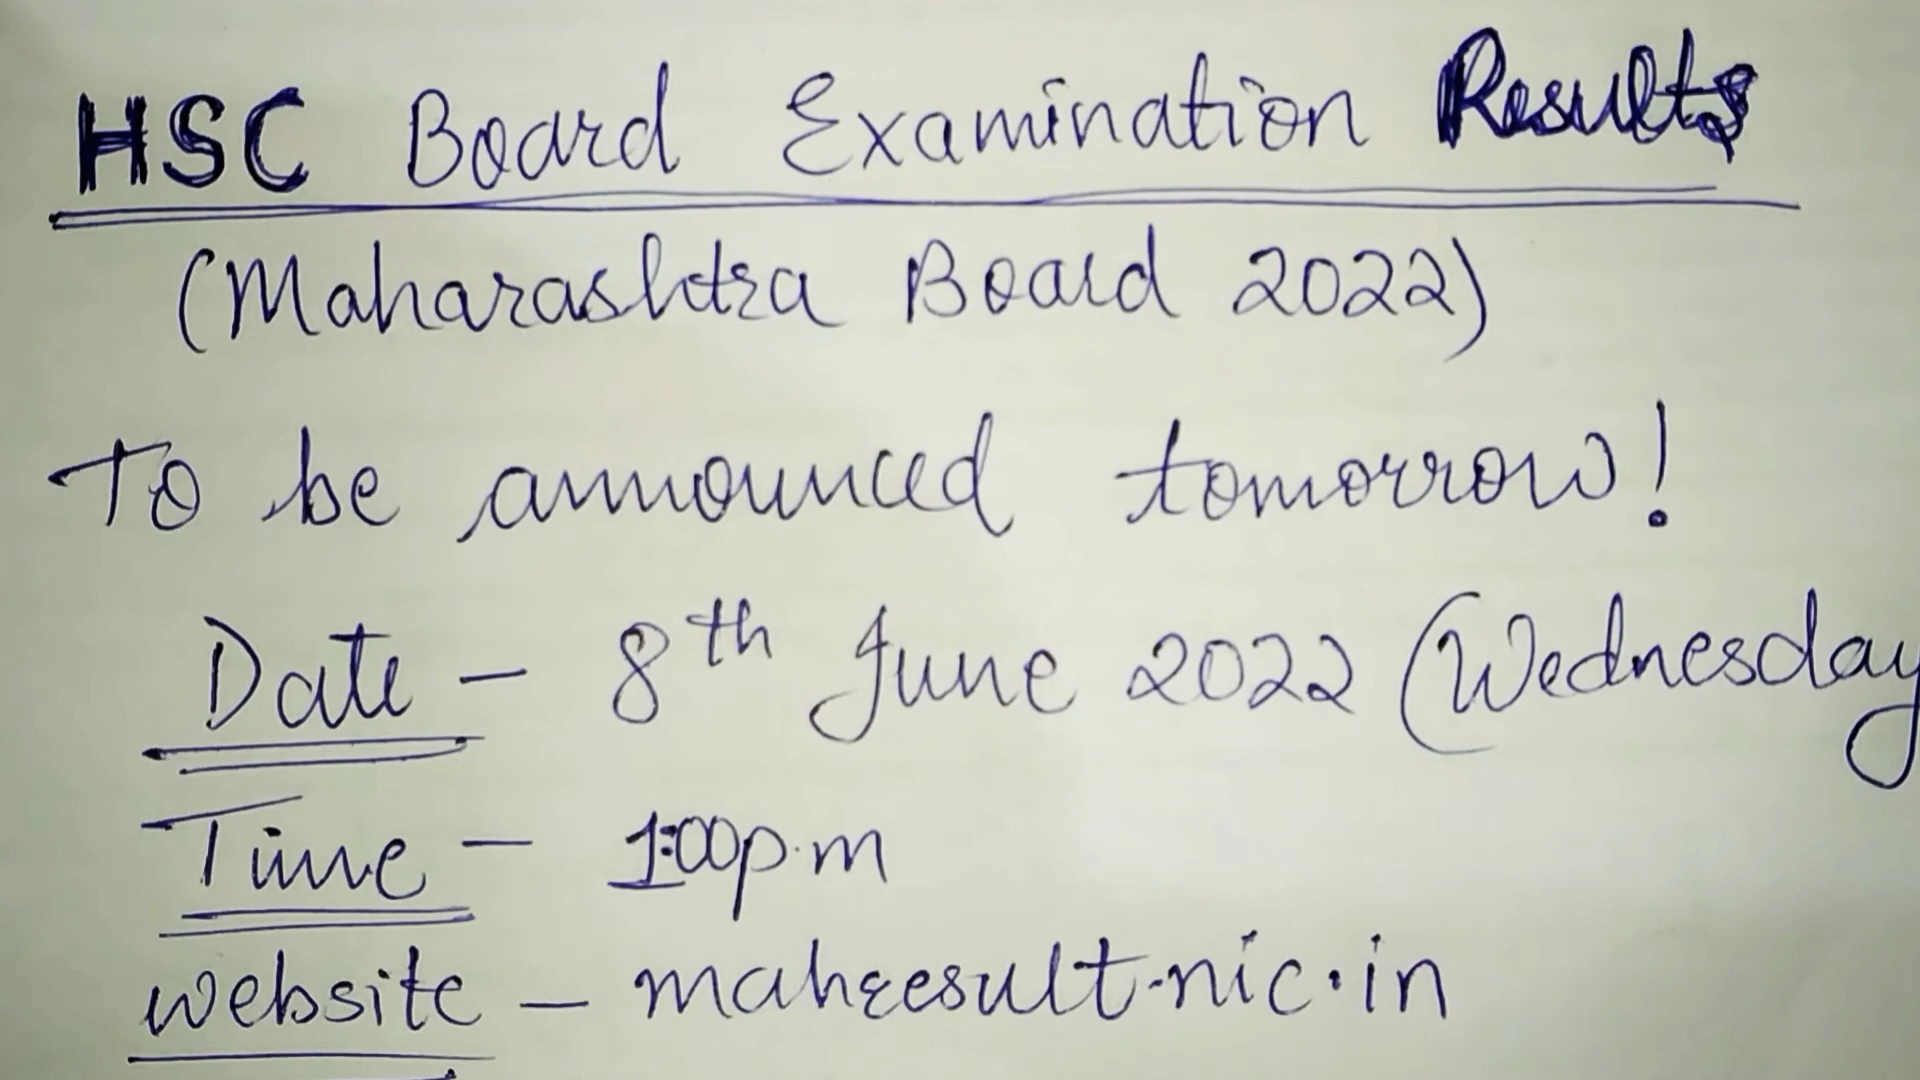 HSC Board Examination Results
(Maharashtra Board 2022)
To be announced tomorrow!
Date - 8th June 2022 (Wednesday
Time - 1:00p.m
website - mahresult.nic.in